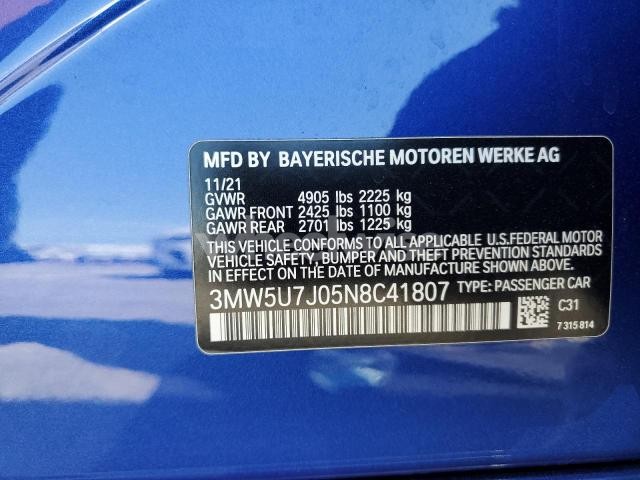 MFD BY BAYERISCHE MOTOREN WERKE AG
11/21
GVWR 4905 lbs 2225 kg
GAWR FRONT 2425 lbs 1100 kg
GAWR REAR 2701 lbs 1225 kg
THIS VEHICLE CONFORMS TO ALL APPLICABLE U.S.FEDERAL MOTOR
VEHICLE SAFETY, BUMPER, AND THEFT PREVENTION STANDARDS
IN EFFECT ON THE DATE OF MANUFACTURE SHOWN ABOVE.
3MW5U7J05N8C41807 TYPE: PASSENGER CAR
C31
7 315 814